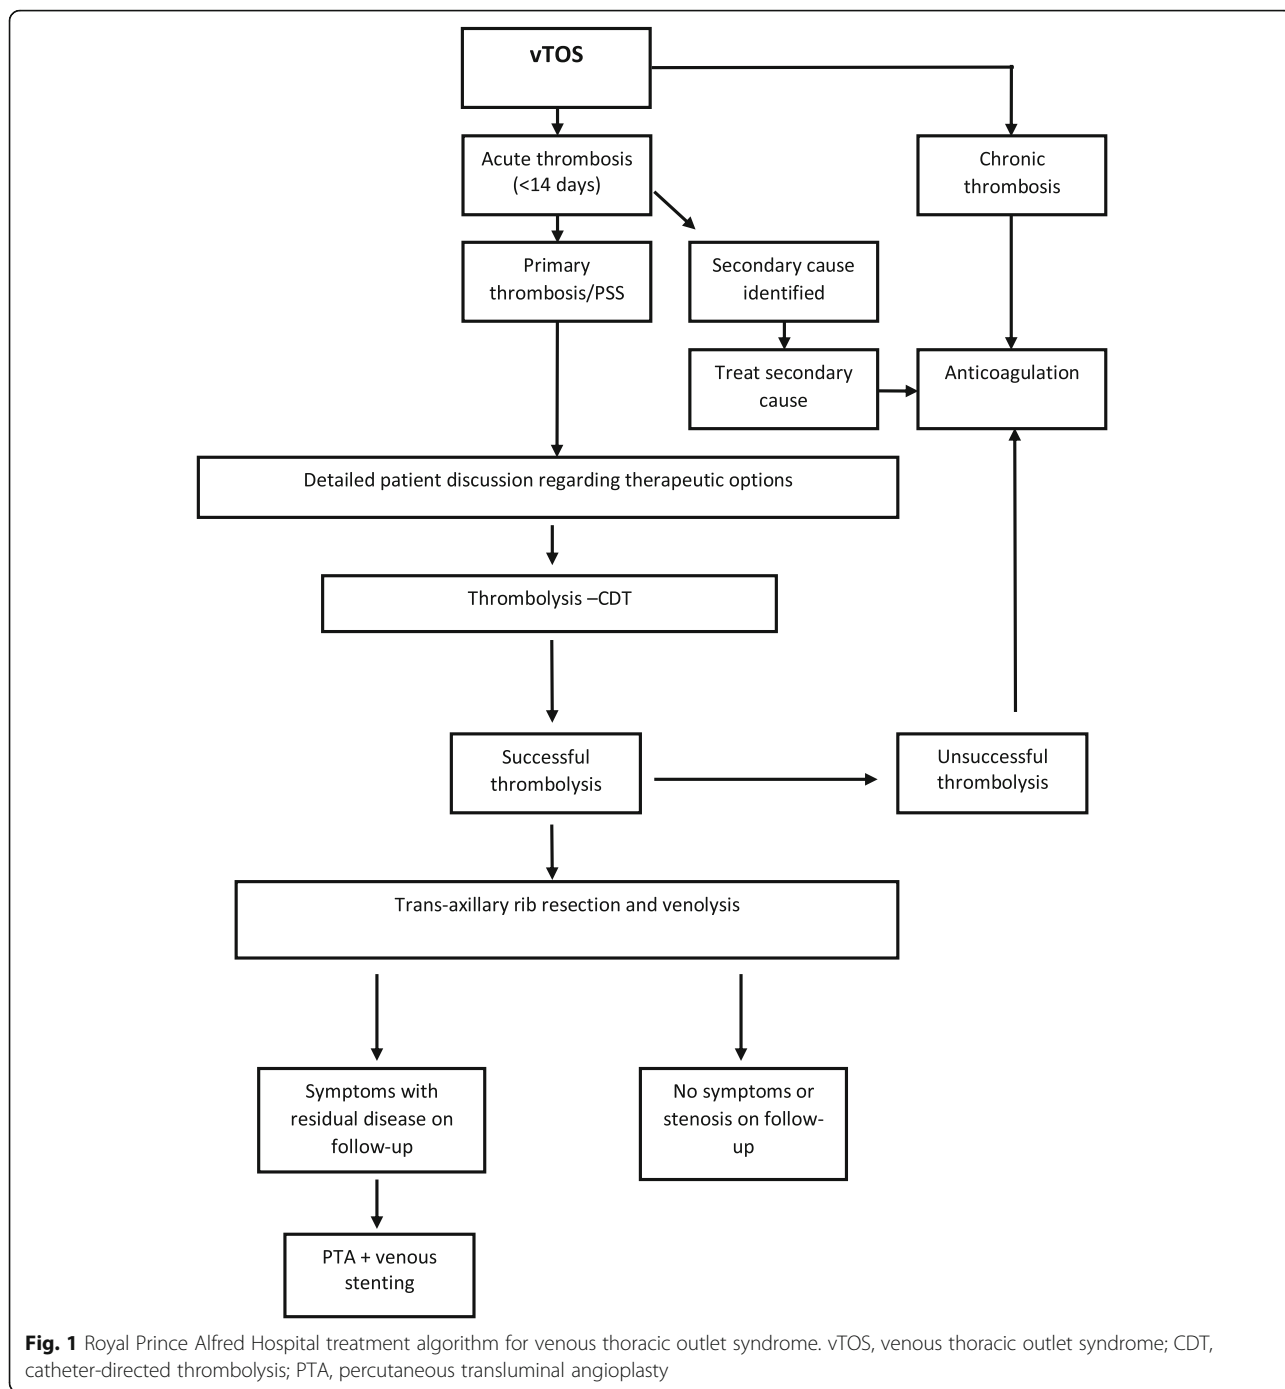 vTOS
Acute thrombosis
(<14 days)
Chronic
thrombosis
Primary
thrombosis/PSS
Secondary cause
identified
Treat secondary
cause
Anticoagulation
Detailed patient discussion regarding therapeutic options
Thrombolysis –CDT
Successful
thrombolysis
Unsuccessful
thrombolysis
Trans-axillary rib resection and venolysis
Symptoms with
residual disease on
follow-up
No symptoms or
stenosis on follow-
up
PTA + venous
stenting
Fig. 1 Royal Prince Alfred Hospital treatment algorithm for venous thoracic outlet syndrome. vTOS, venous thoracic outlet syndrome; CDT,
catheter-directed thrombolysis; PTA, percutaneous transluminal angioplasty